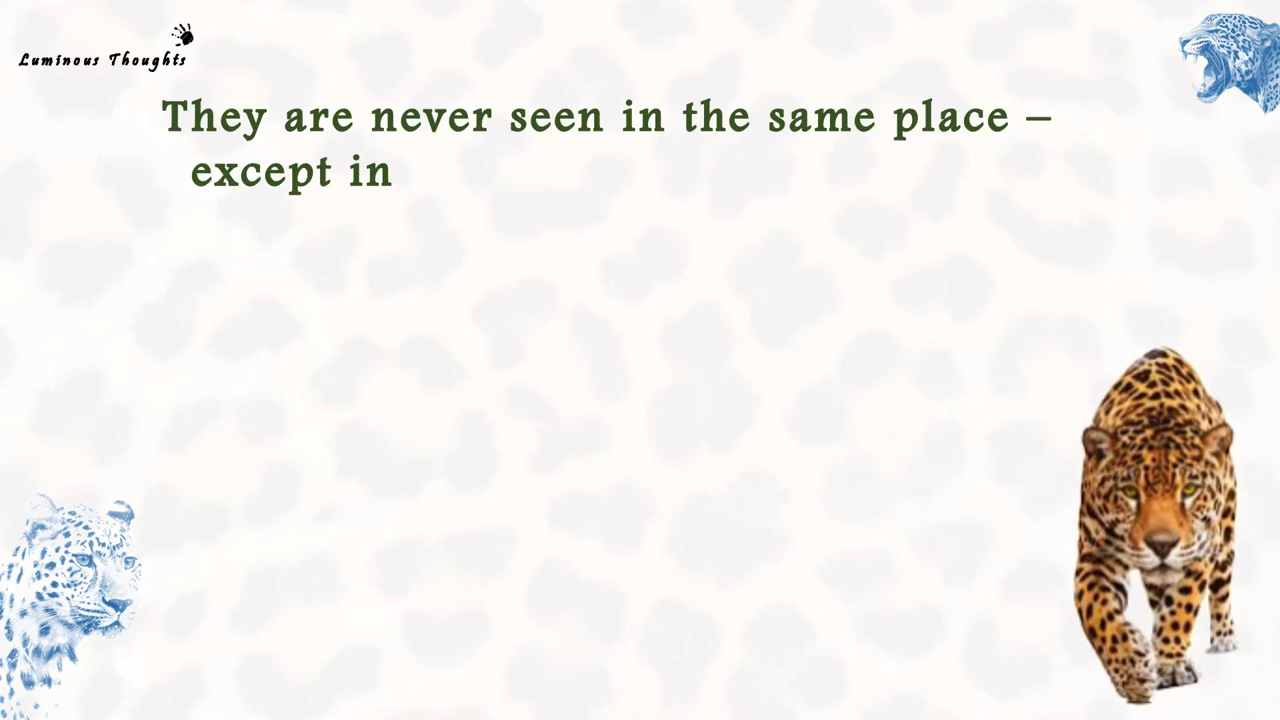 Luminous Thoughts
They are never seen in the same place –
except in